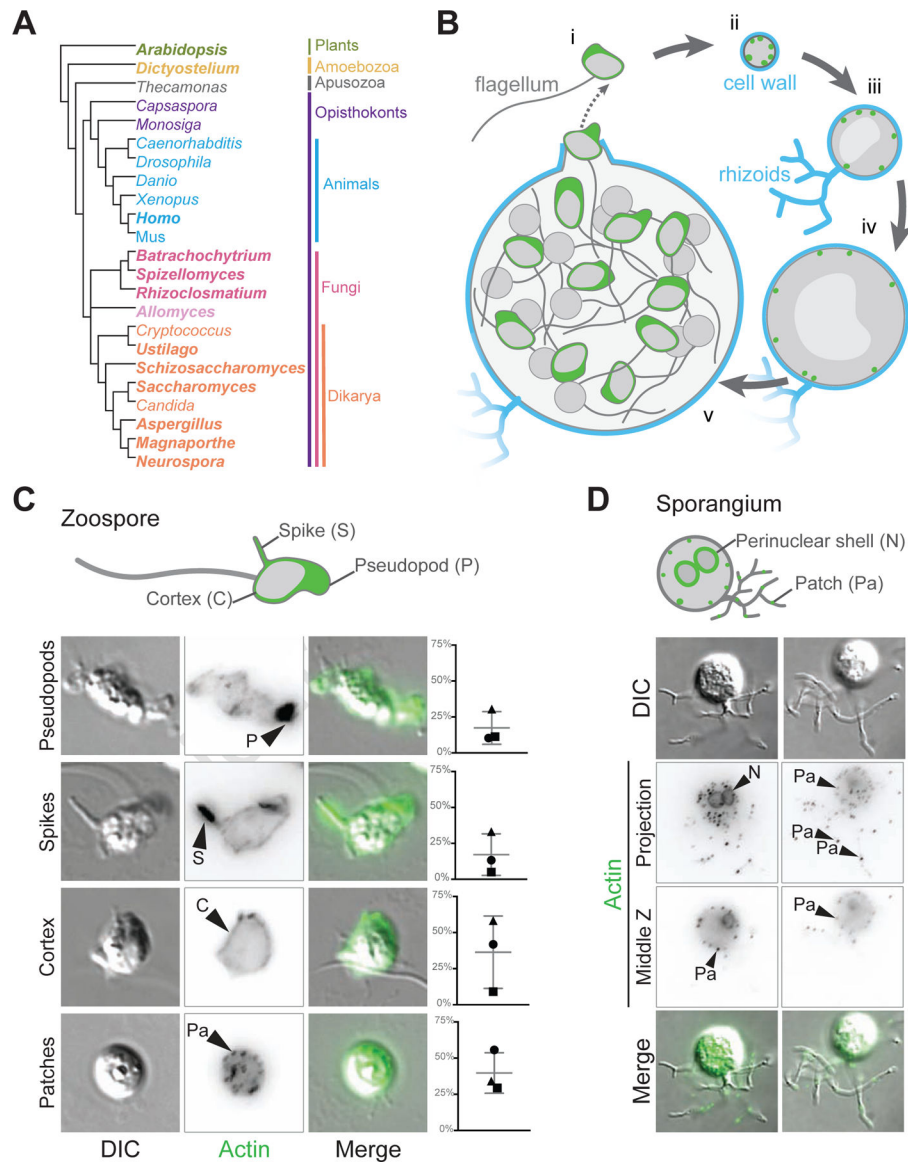 A
Arabidopsis
Dictyostelium
Thecamonas
Capsaspora
Monosiga
Caenorhabditis
Drosophila
Danio
Xenopus
Homo
Mus
Batrachochytrium
Spizellomyces
Rhizoclosmatium
Allomyces
Cryptococcus
Ustilago
Schizosaccharomyces
Saccharomyces
Candida
Aspergillus
Magnaporthe
Neurospora
Plants
Amoebozoa
Apusozoa
Opisthokonts
Animals
Fungi
Dikarya
B
i
flagellum
ii
cell wall
iii
rhizoids
iv
v
C
Zoospore
Spike (S)
Pseudopod (P)
Cortex (C)
Pseudopods
P
75%
50%
25%
0%
Spikes
S
75%
50%
25%
0%
Cortex
C
75%
50%
25%
0%
Patches
Pa
75%
50%
25%
0%
DIC
Actin
Merge
D
Sporangium
Perinuclear shell (N)
Patch (Pa)
DIC
Actin
Projection
N
Pa
Pa
Pa
Middle Z
Pa
Pa
Merge